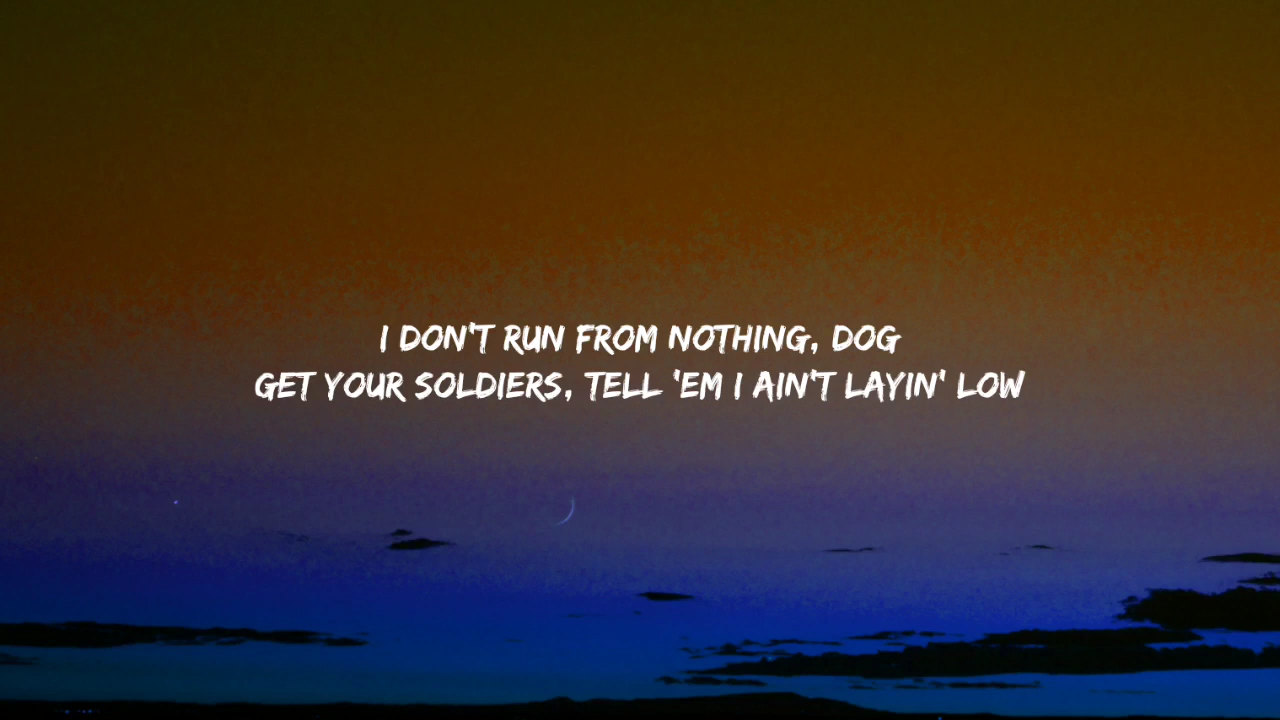 I DON'T RUN FROM NOTHING, DOG
GET YOUR SOLDIERS, TELL 'EM I AIN'T LAYIN' LOW